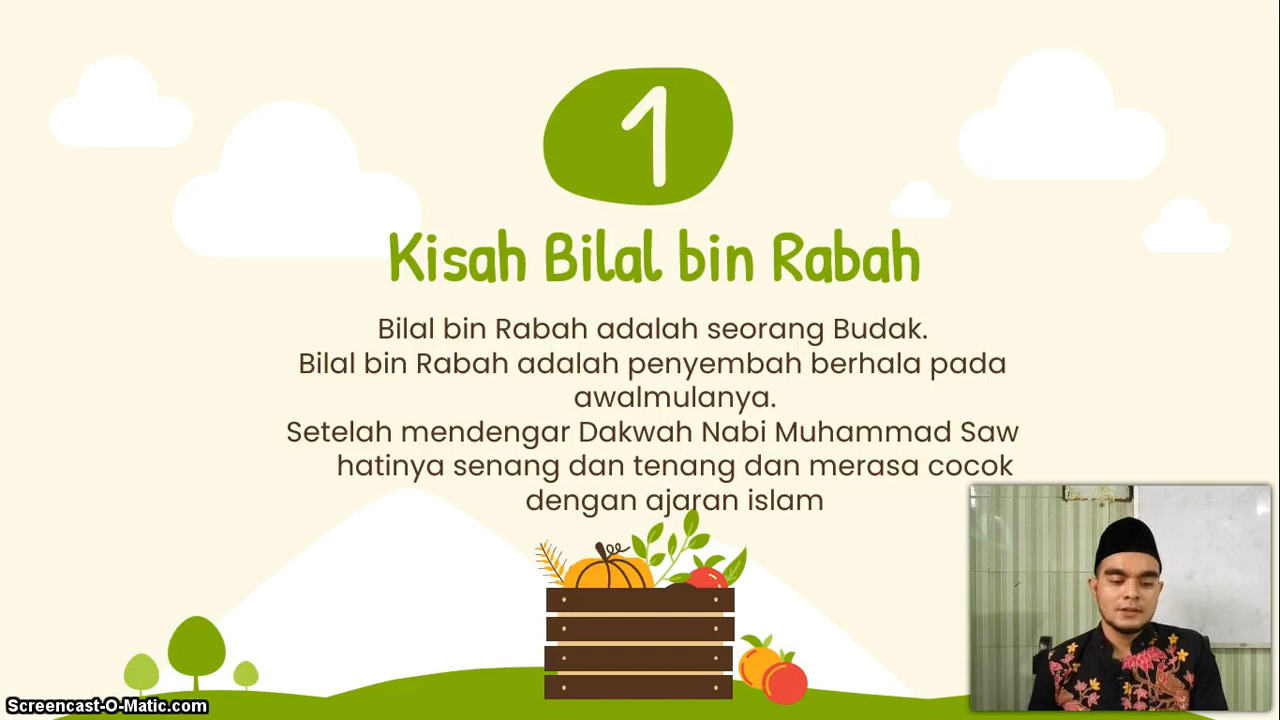 1
Kisah Bilal bin Rabah
Bilal bin Rabah adalah seorang Budak.
Bilal bin Rabah adalah penyembah berhala pada
awalmulanya.
Setelah mendengar Dakwah Nabi Muhammad Saw
hatinya senang dan tenang dan merasa cocok
dengan ajaran islam
Screencast-O-Matic.com